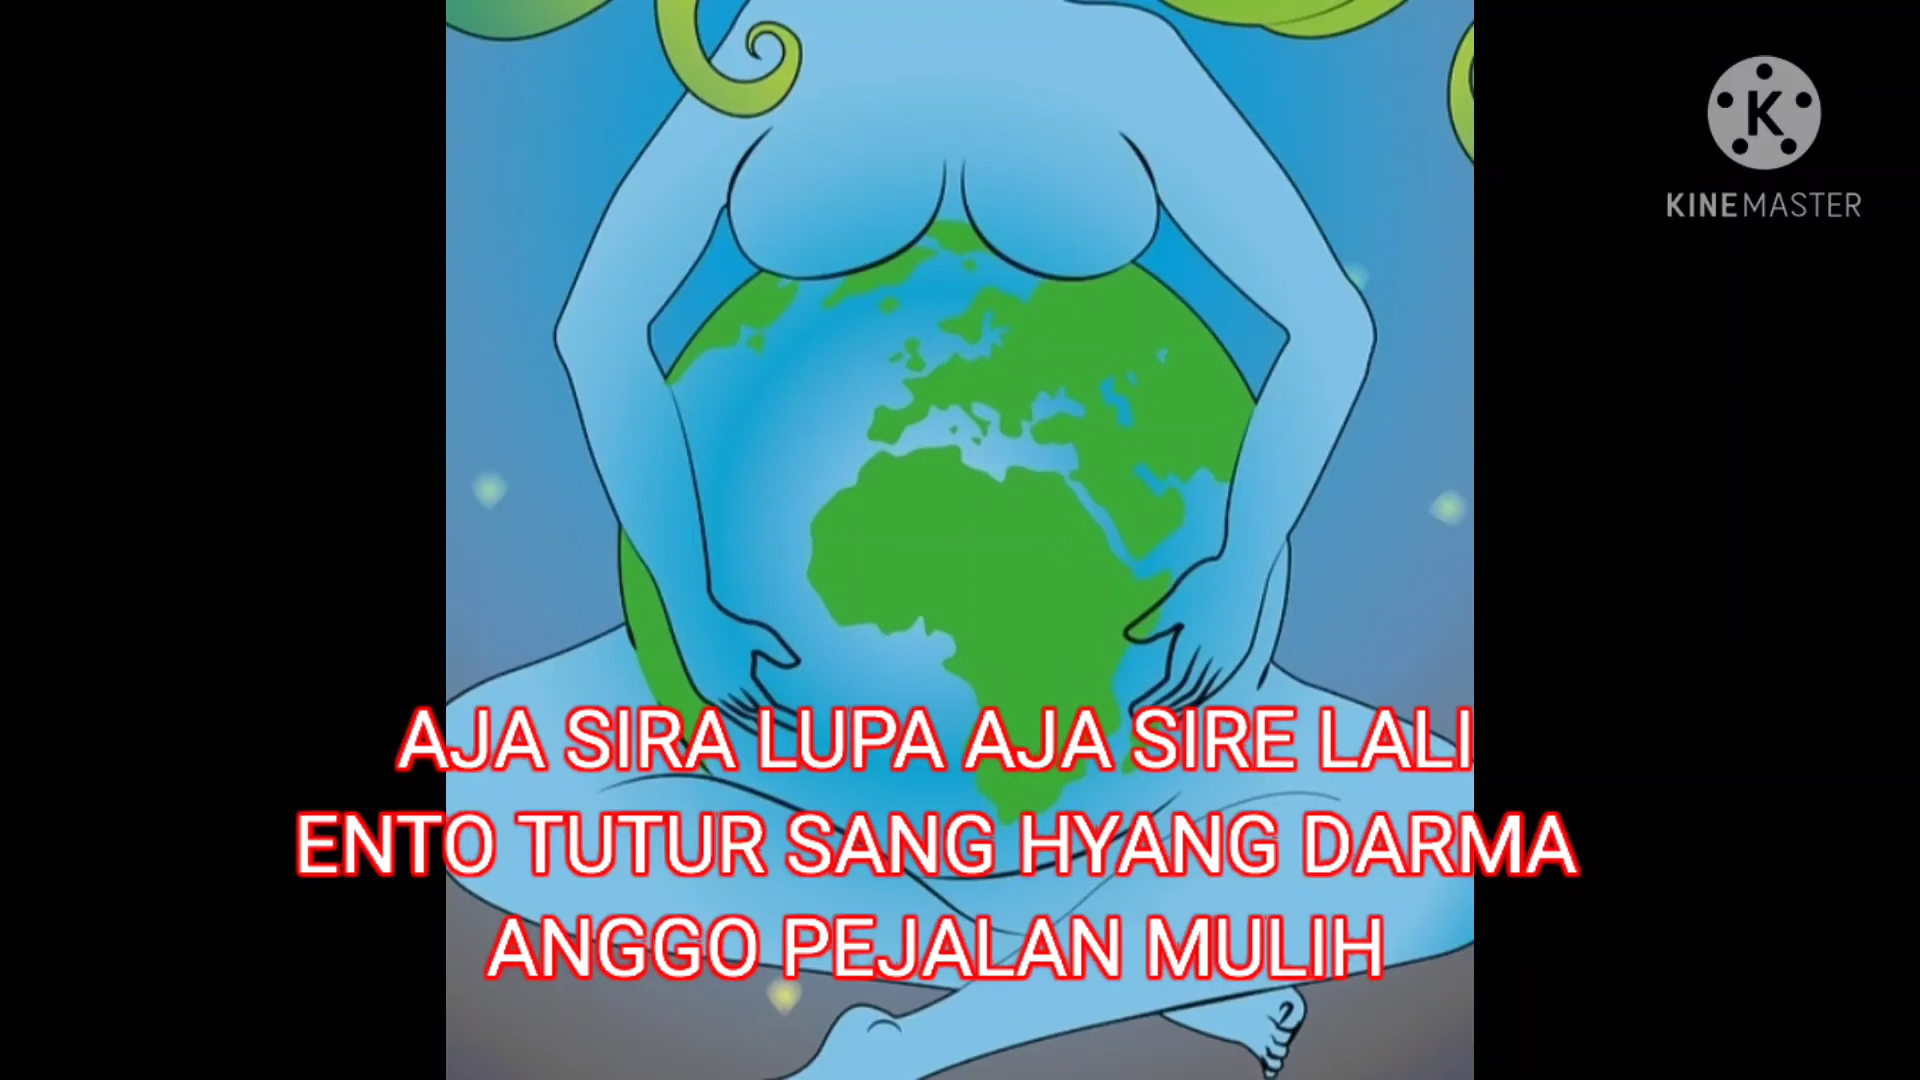 K
KINEMASTER
AJA SIRA LUPA AJA SIRE LALI
ENTO TUTUR SANG HYANG DARMA
ANGGO PEJALAN MULIH